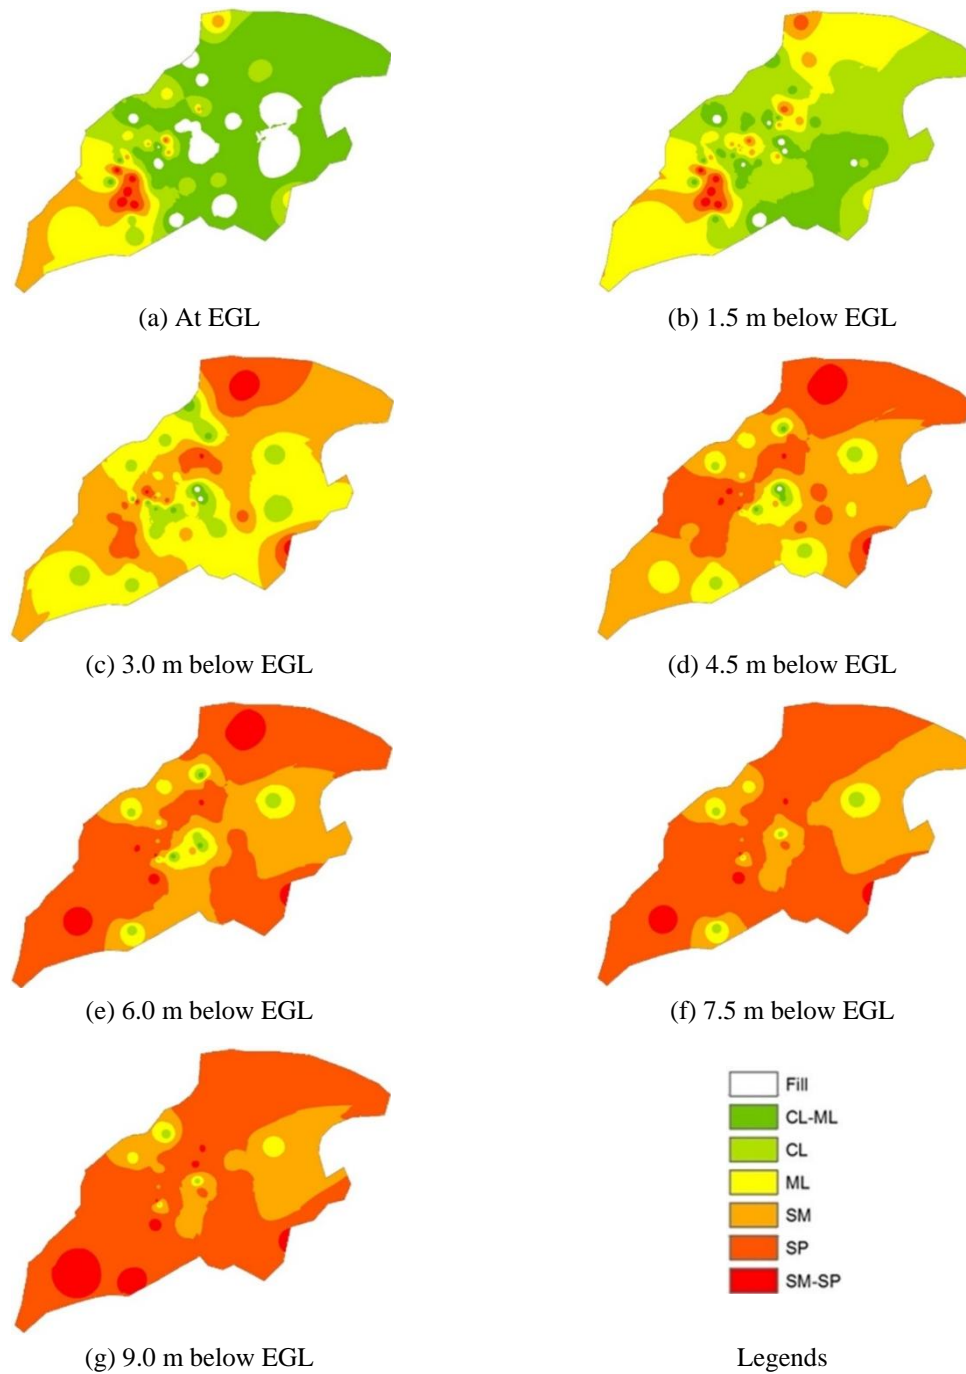 (a) At EGL
(b) 1.5 m below EGL
(c) 3.0 m below EGL
(d) 4.5 m below EGL
(e) 6.0 m below EGL
(f) 7.5 m below EGL
Fill
CL-ML
CL
ML
SM
SP
SM-SP
(g) 9.0 m below EGL
Legends